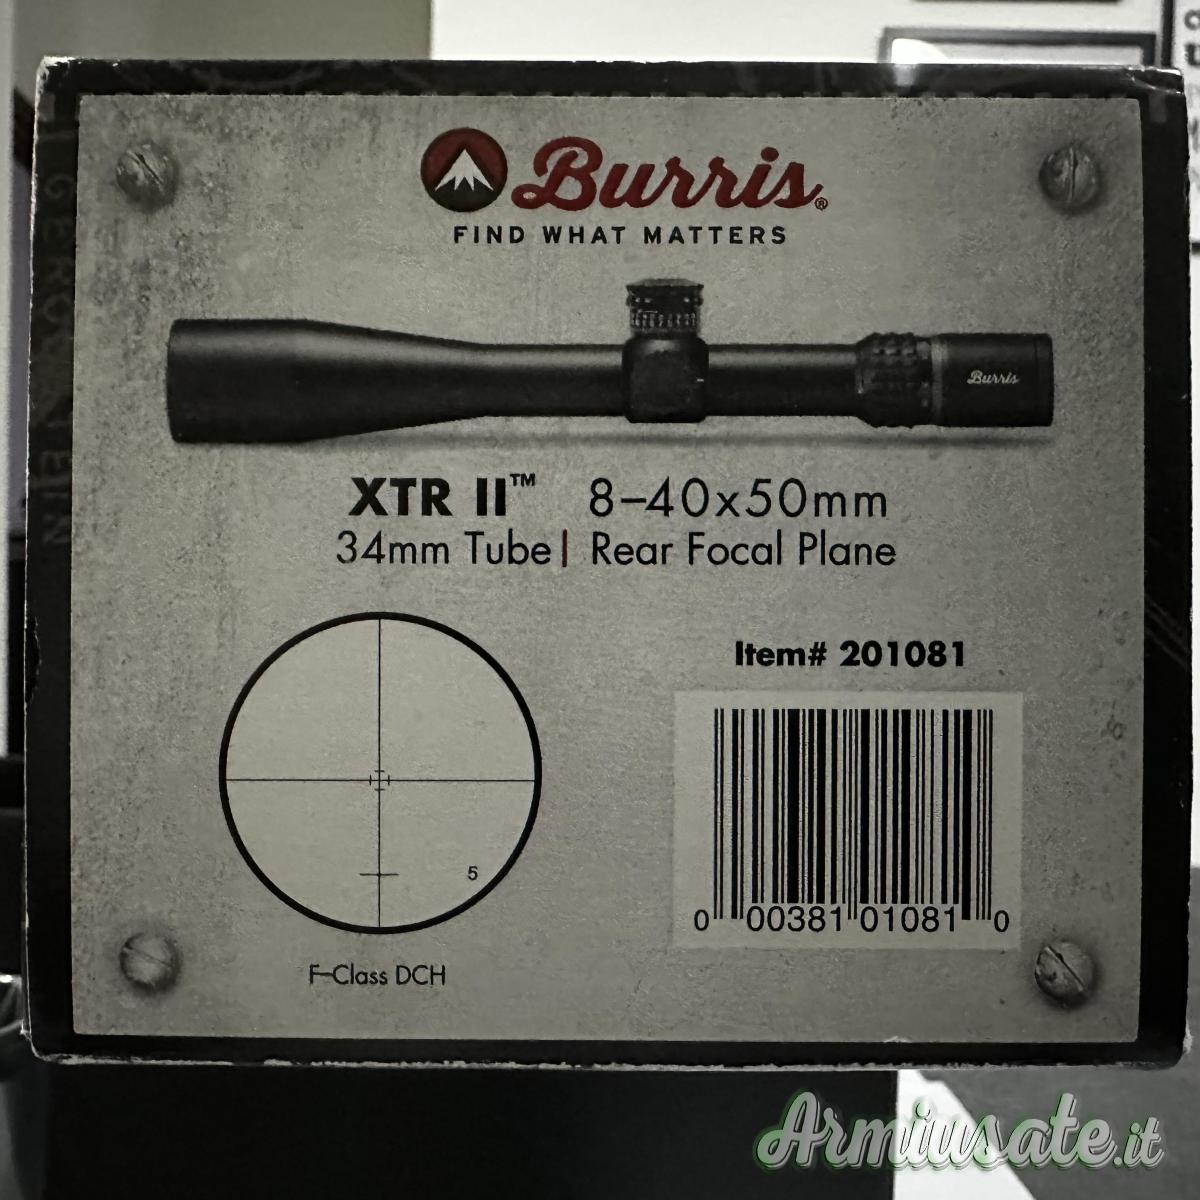 Burris®
FIND WHAT MATTERS
Burris
XTR II™ 8-40x50mm
34mm Tube | Rear Focal Plane
Item# 201081
5
0 00381 01081 0
F-Class DCH
Armiusate.it